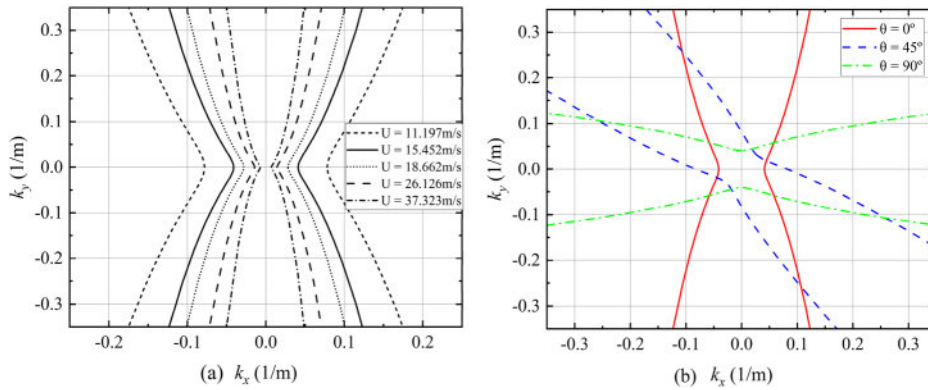 0.3
0.2
0.1
0.0
-0.1
-0.2
-0.3
k_y (1/m)
U = 11.197m/s
U = 15.452m/s
U = 18.662m/s
U = 26.126m/s
U = 37.323m/s
-0.2 -0.1 0.0 0.1 0.2
(a) k_x (1/m)
0.3
0.2
0.1
0.0
-0.1
-0.2
-0.3
k_y (1/m)
θ = 0º
θ = 45º
θ = 90º
-0.3 -0.2 -0.1 0.0 0.1 0.2 0.3
(b) k_x (1/m)